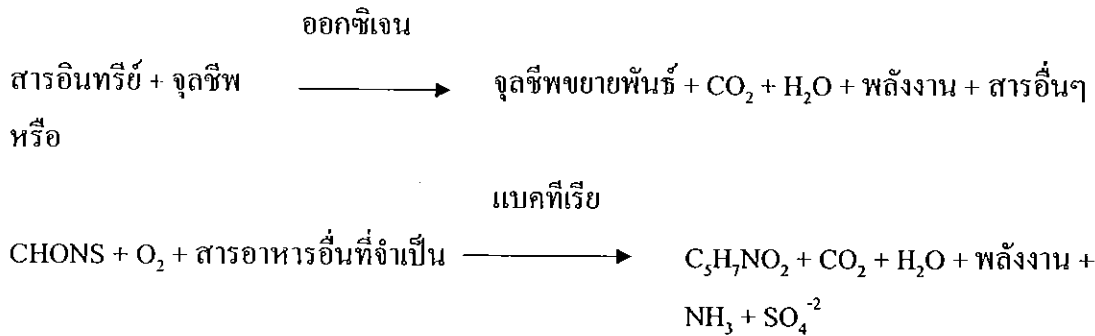 ออกซิเจน
สารอินทรีย์ + จุลชีพ → จุลชีพขยายพันธ์ + CO₂ + H₂O + พลังงาน + สารอื่นๆ
หรือ
แบคทีเรีย
CHONS + O₂ + สารอาหารอื่นที่จำเป็น → C₅H₇NO₂ + CO₂ + H₂O + พลังงาน +
NH₃ + SO₄⁻²